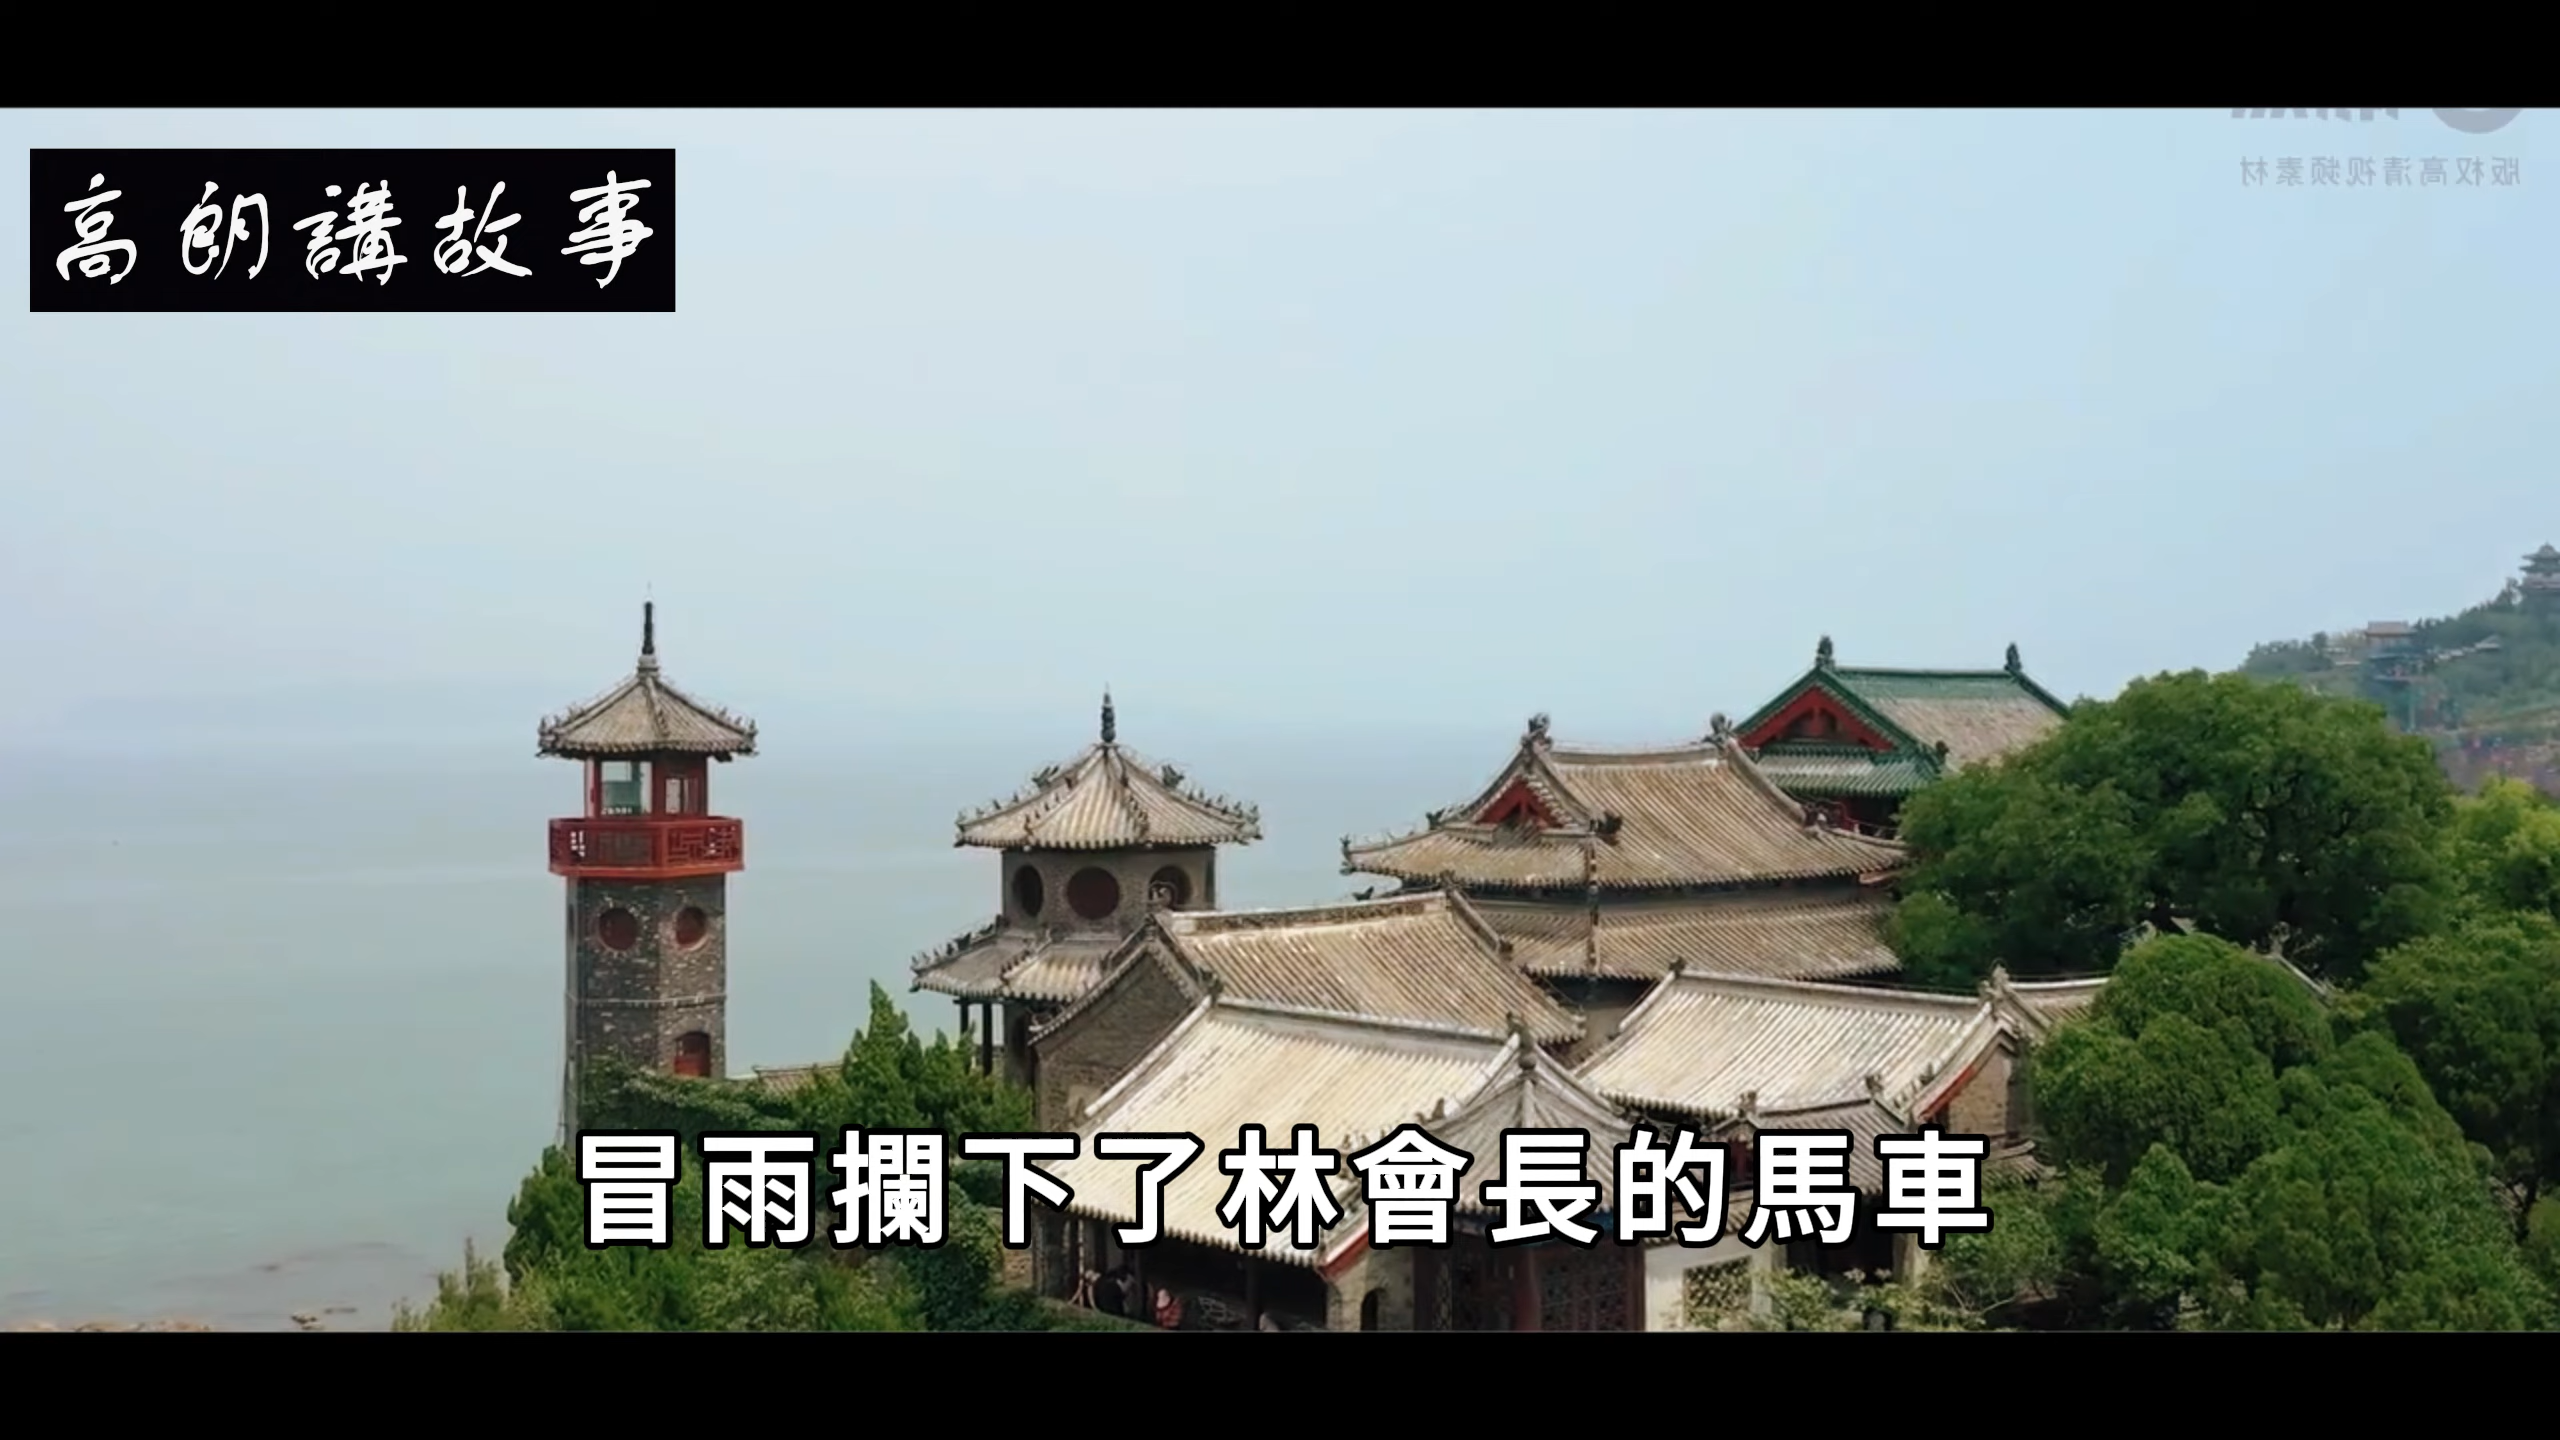 高朗講故事
版权高清视频素材
冒雨攔下了林會長的馬車